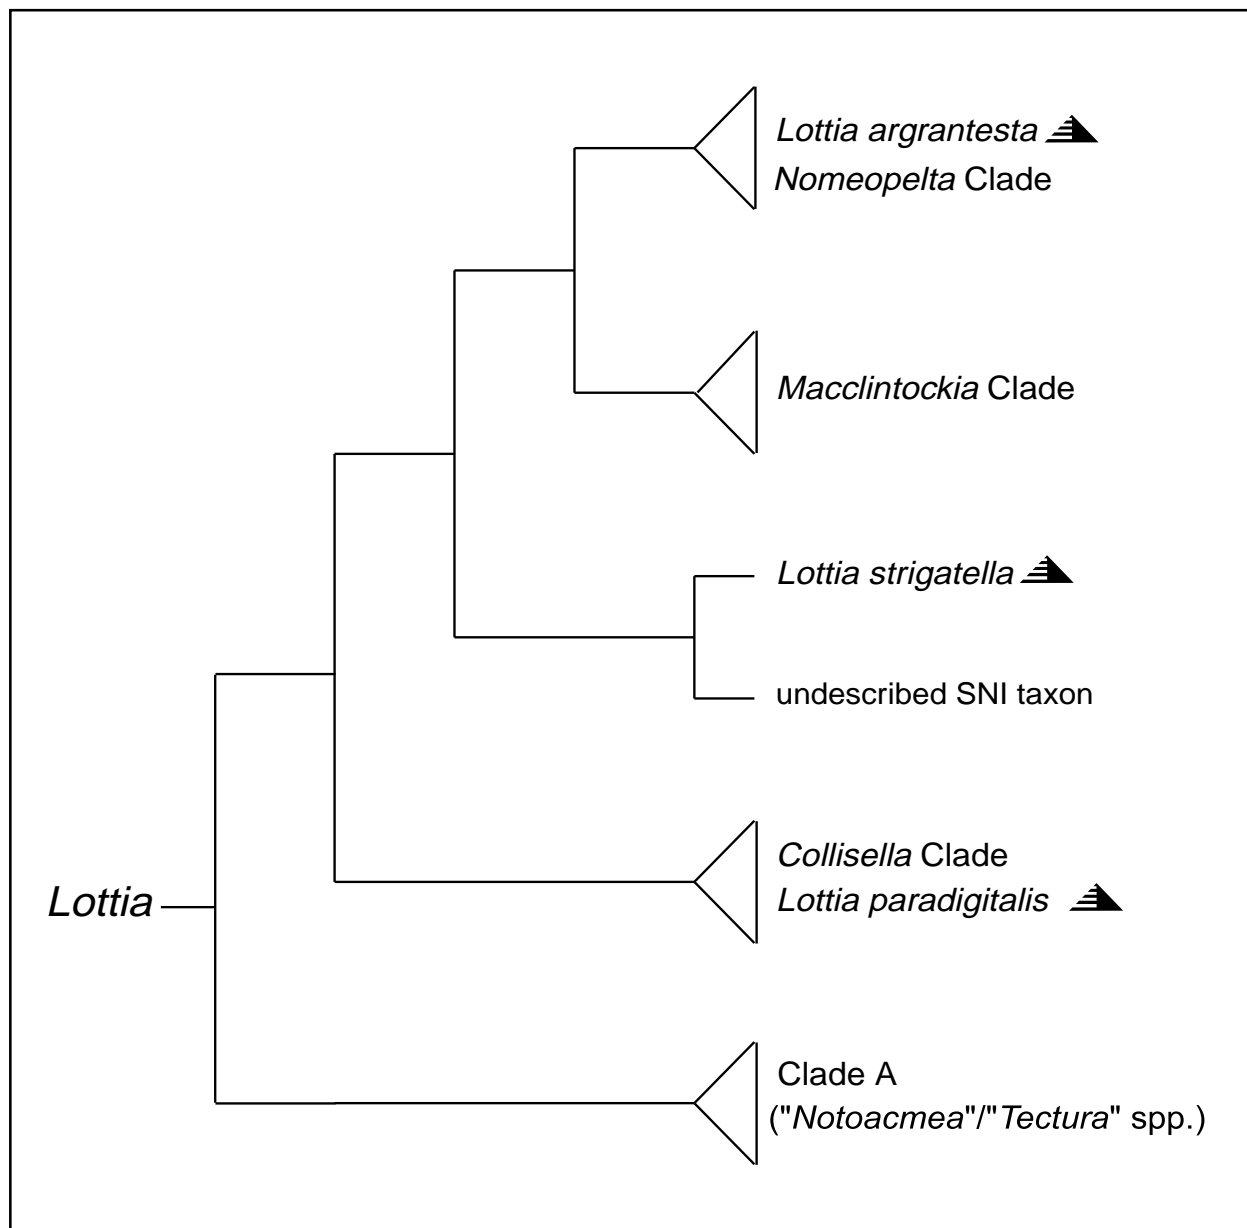 Lottia argrantesta
Nomeopelta Clade
Macclintockia Clade
Lottia strigatella
undescribed SNI taxon
Collisella Clade
Lottia paradigitalis
Lottia
Clade A
("Notoacmea"/"Tectura" spp.)